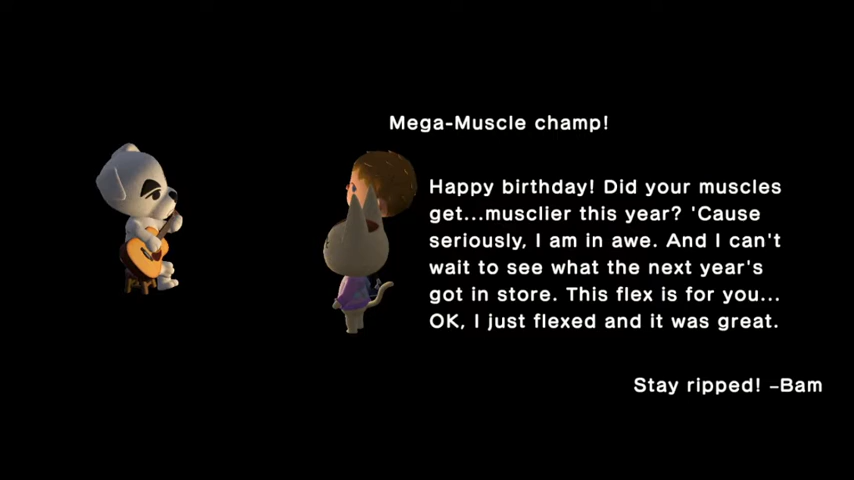 Mega-Muscle champ!
Happy birthday! Did your muscles
get...musclier this year? 'Cause
seriously, I am in awe. And I can't
wait to see what the next year's
got in store. This flex is for you...
OK, I just flexed and it was great.
Stay ripped! –Bam